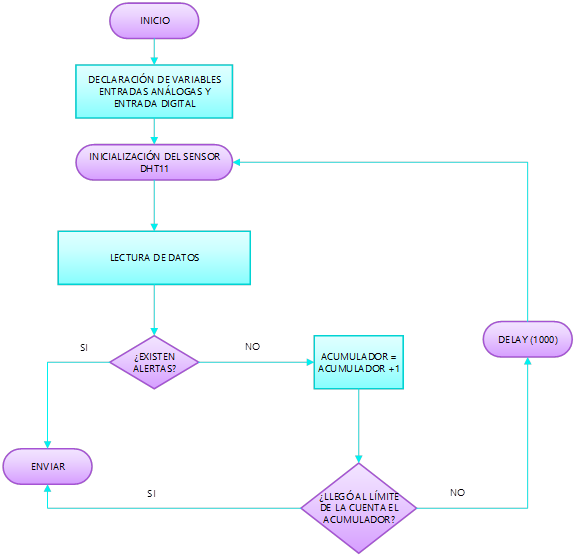 INICIO
DECLARACIÓN DE VARIABLES
ENTRADAS ANÁLOGAS Y
ENTRADA DIGITAL
INICIALIZACIÓN DEL SENSOR
DHT11
LECTURA DE DATOS
¿EXISTEN
ALERTAS?
SI
NO
ACUMULADOR =
ACUMULADOR +1
DELAY (1000)
ENVIAR
¿LLEGÓ AL LÍMITE
DE LA CUENTA EL
ACUMULADOR?
SI
NO